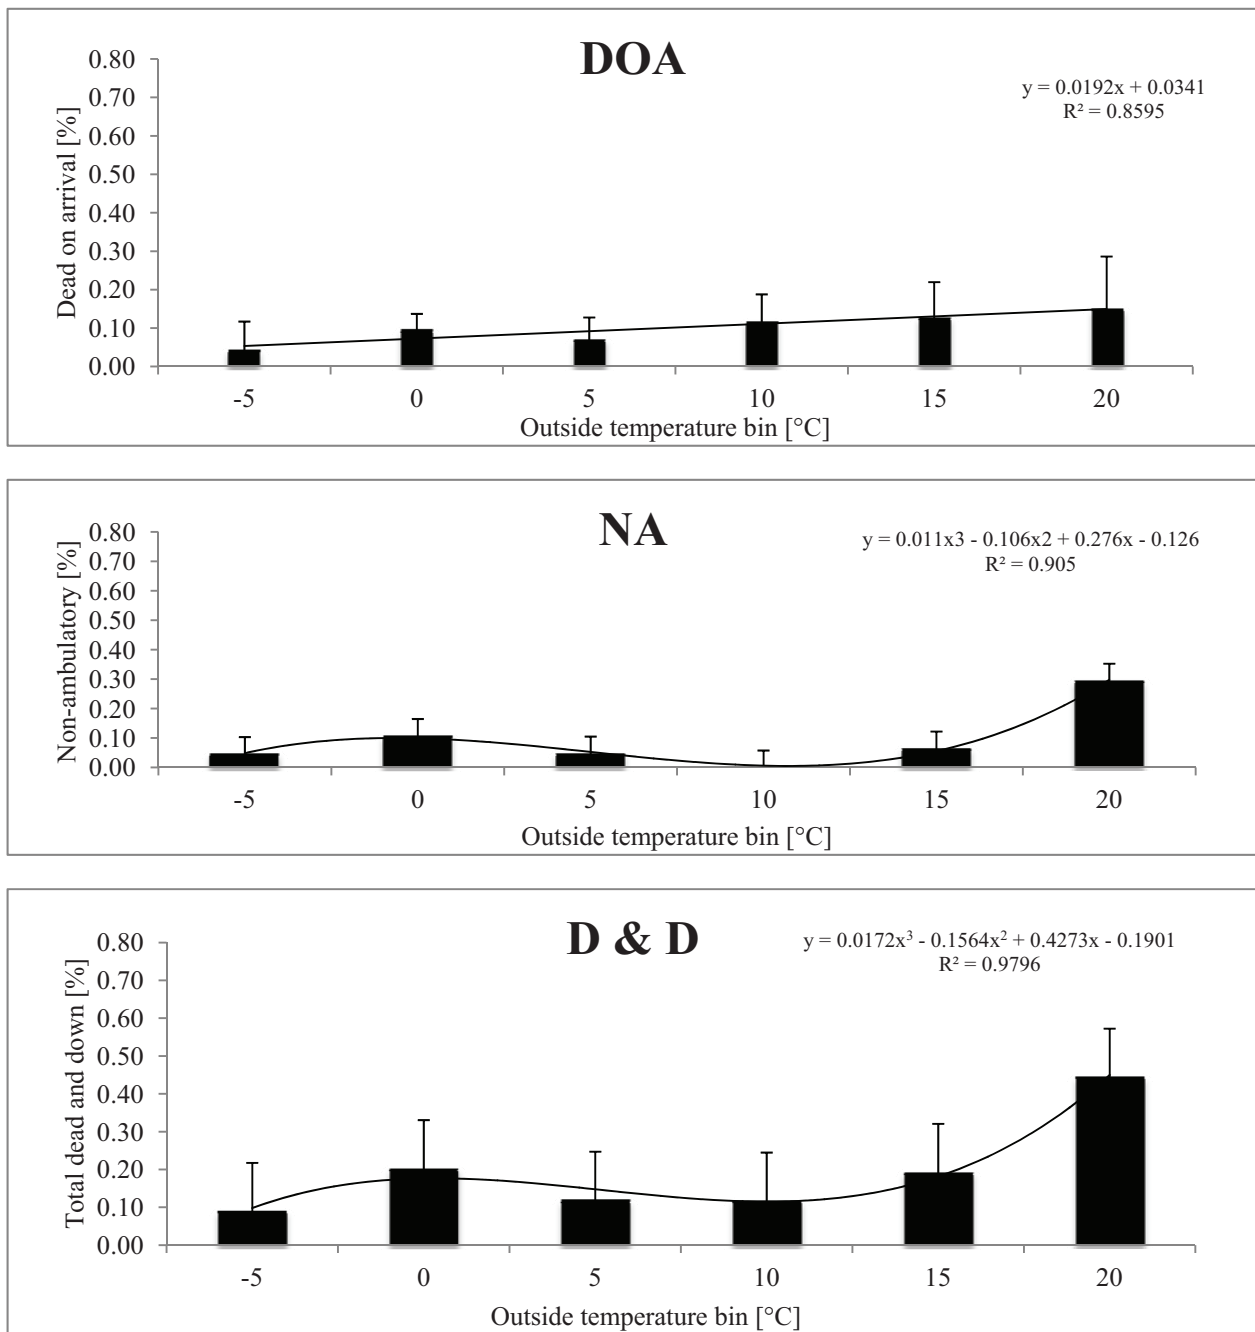 DOA
y = 0.0192x + 0.0341
R² = 0.8595
Dead on arrival [%]
0.80
0.70
0.60
0.50
0.40
0.30
0.20
0.10
0.00
-5 0 5 10 15 20
Outside temperature bin [°C]
NA
y = 0.011x3 - 0.106x2 + 0.276x - 0.126
R² = 0.905
Non-ambulatory [%]
0.80
0.70
0.60
0.50
0.40
0.30
0.20
0.10
0.00
-5 0 5 10 15 20
Outside temperature bin [°C]
D & D
y = 0.0172x³ - 0.1564x² + 0.4273x - 0.1901
R² = 0.9796
Total dead and down [%]
0.80
0.70
0.60
0.50
0.40
0.30
0.20
0.10
0.00
-5 0 5 10 15 20
Outside temperature bin [°C]